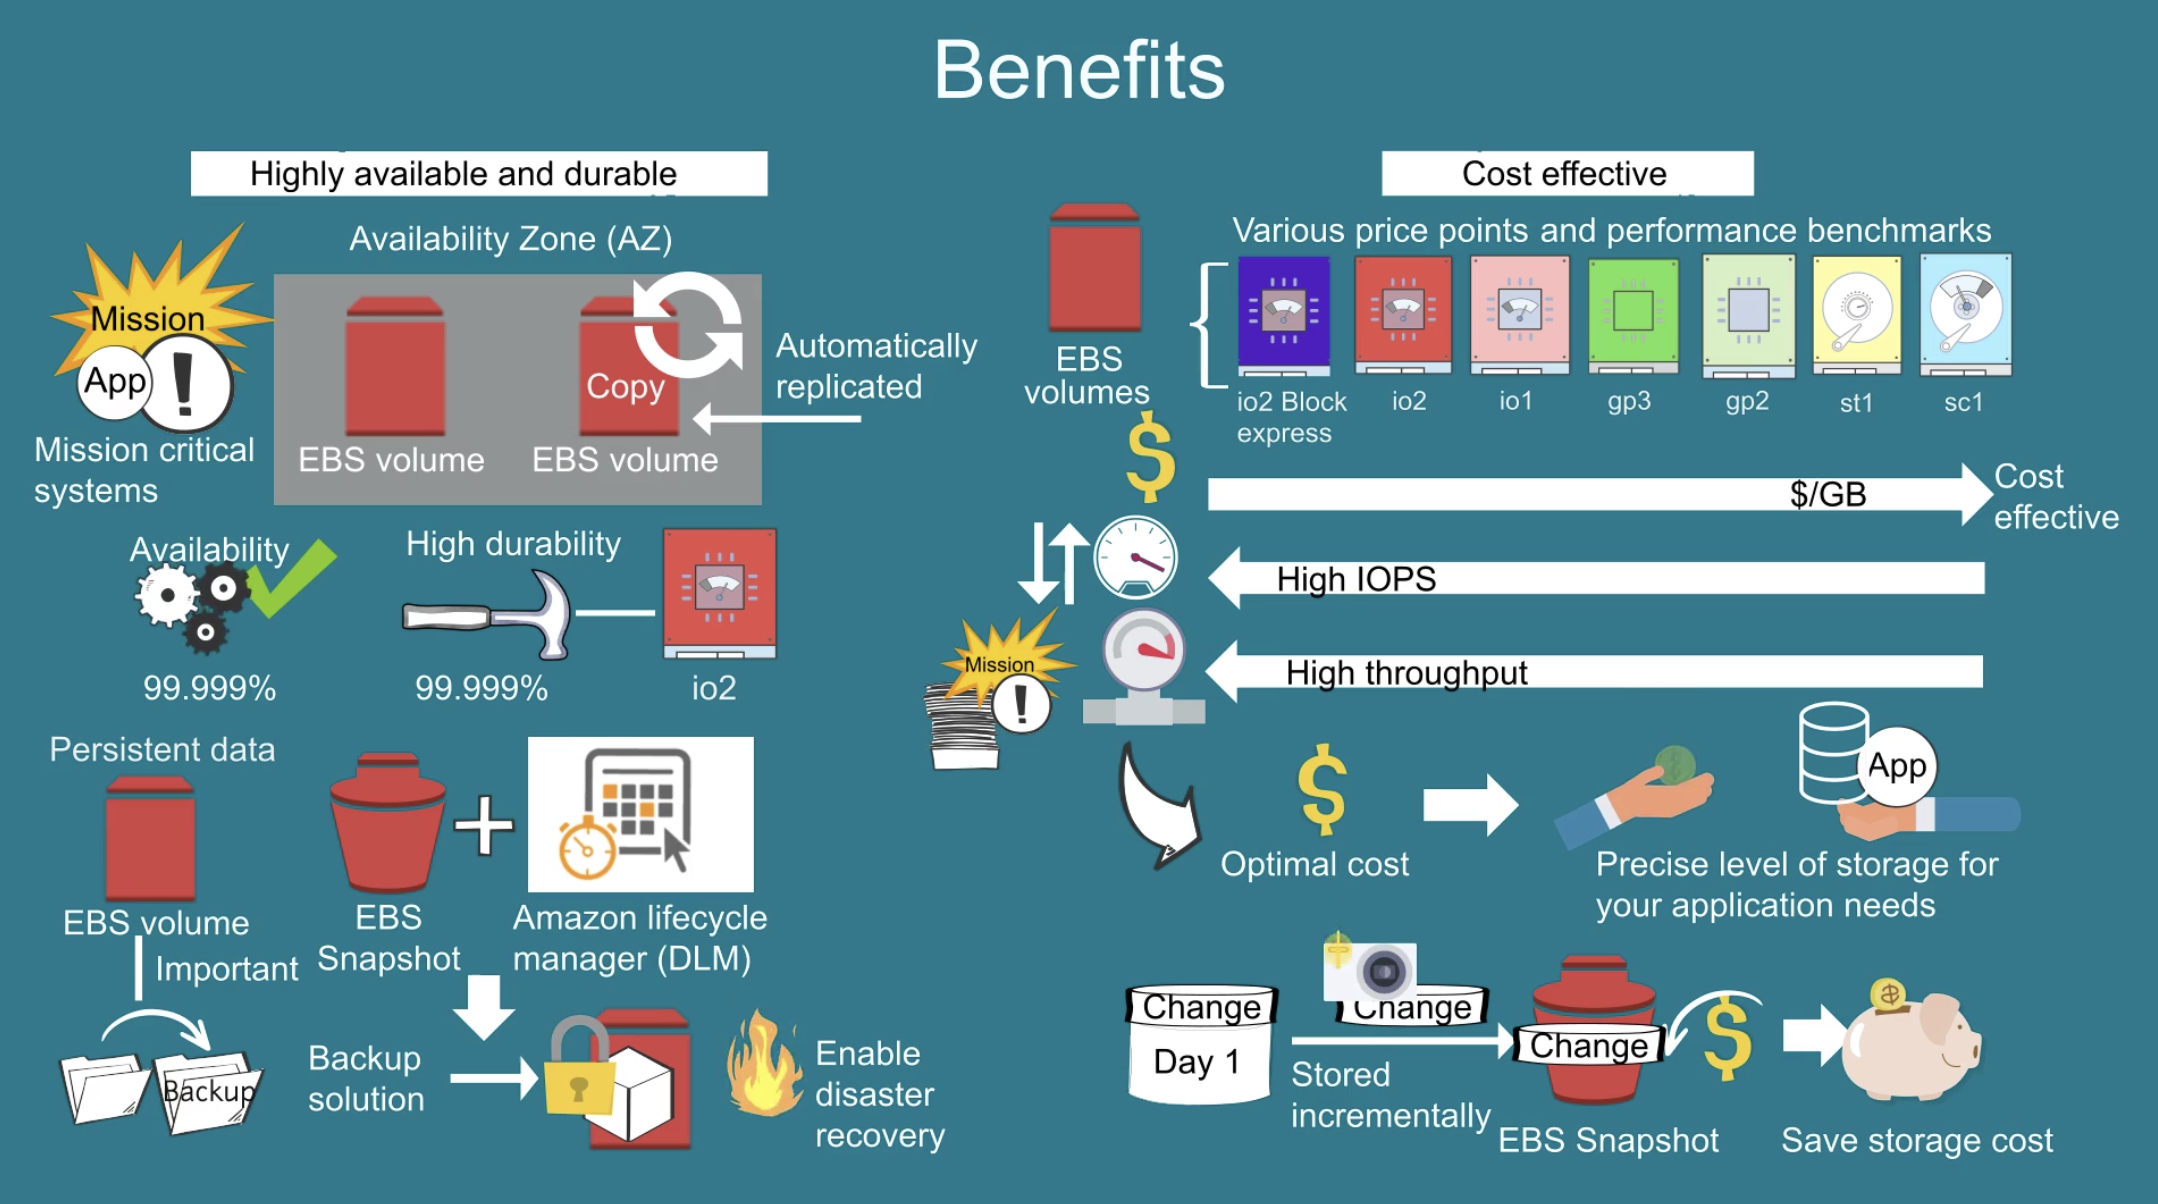 Benefits
Highly available and durable
Availability Zone (AZ)
Mission
App
!
Mission critical
systems
EBS volume
Copy
EBS volume
Automatically
replicated
Availability
99.999%
High durability
99.999%
io2
Persistent data
EBS volume
Important
Backup
EBS
Snapshot
Amazon lifecycle
manager (DLM)
Backup
solution
Enable
disaster
recovery
Cost effective
Various price points and performance benchmarks
EBS
volumes
io2 Block
express
io2
io1
gp3
gp2
st1
sc1
$
$/GB
Cost
effective
High IOPS
High throughput
Mission
!
$
Optimal cost
App
Precise level of storage for
your application needs
Change
Day 1
Change
Stored
incrementally
Change
EBS Snapshot
$
Save storage cost